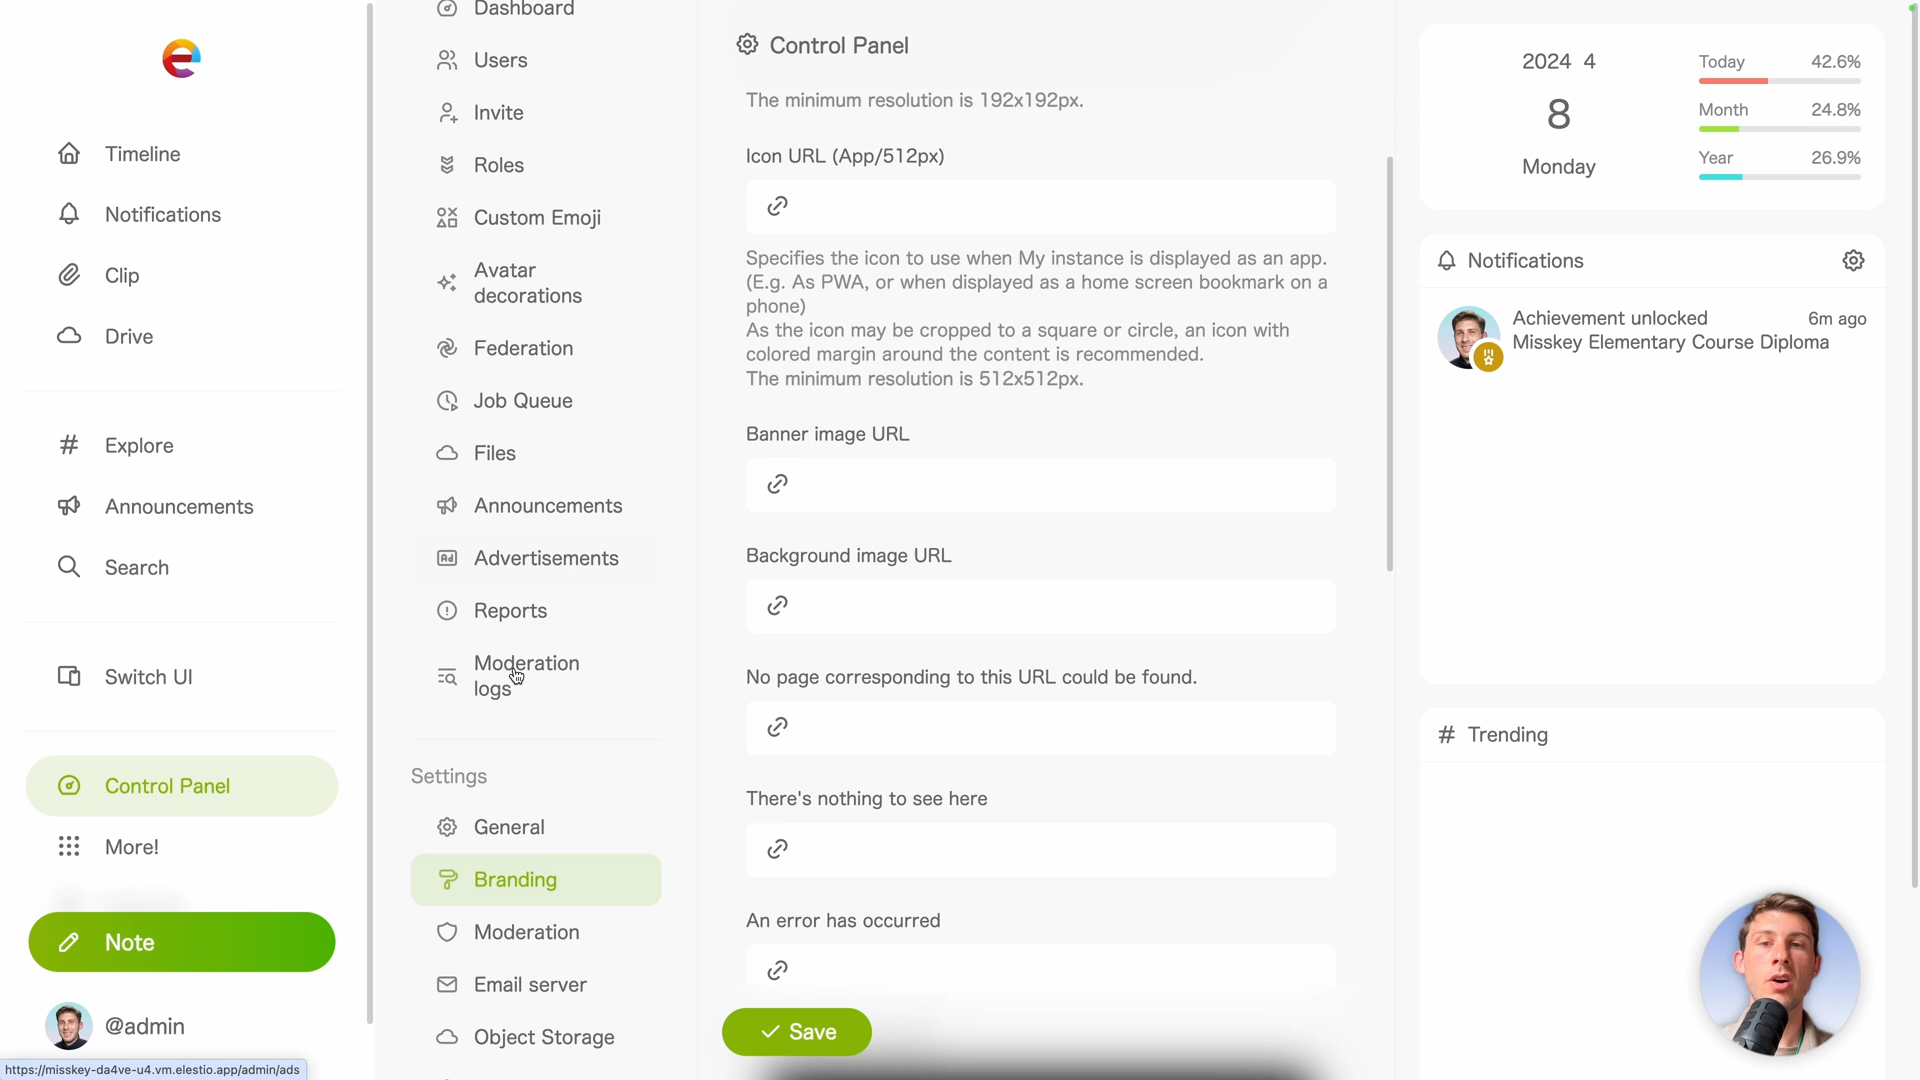 Timeline
Notifications
Clip
Drive
Explore
Announcements
Search
Switch UI
Control Panel
More!
Note
@admin
https://misskey-da4ve-u4.vm.elestio.app/admin/ads
Dashboard
Users
Invite
Roles
Custom Emoji
Avatar
decorations
Federation
Job Queue
Files
Announcements
Advertisements
Reports
Moderation
logs
Settings
General
Branding
Moderation
Email server
Object Storage
Control Panel
The minimum resolution is 192x192px.
Icon URL (App/512px)
Specifies the icon to use when My instance is displayed as an app.
(E.g. As PWA, or when displayed as a home screen bookmark on a
phone)
As the icon may be cropped to a square or circle, an icon with
colored margin around the content is recommended.
The minimum resolution is 512x512px.
Banner image URL
Background image URL
No page corresponding to this URL could be found.
There's nothing to see here
An error has occurred
Save
2024 4
8
Monday
Today 42.6%
Month 24.8%
Year 26.9%
Notifications
Achievement unlocked 6m ago
Misskey Elementary Course Diploma
# Trending